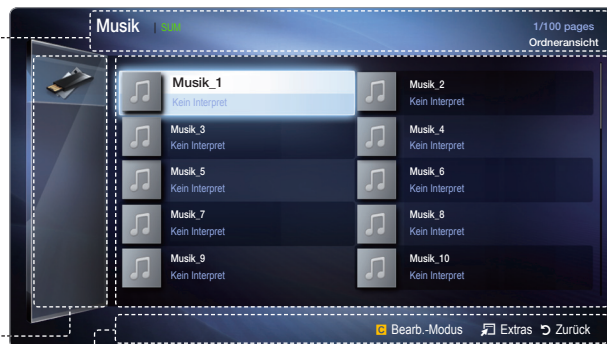 Musik | SUM
1/100 pages
Ordneransicht
Musik_1
Kein Interpret
Musik_2
Kein Interpret
Musik_3
Kein Interpret
Musik_4
Kein Interpret
Musik_5
Kein Interpret
Musik_6
Kein Interpret
Musik_7
Kein Interpret
Musik_8
Kein Interpret
Musik_9
Kein Interpret
Musik_10
Kein Interpret
C Bearb.-Modus Extras Zurück